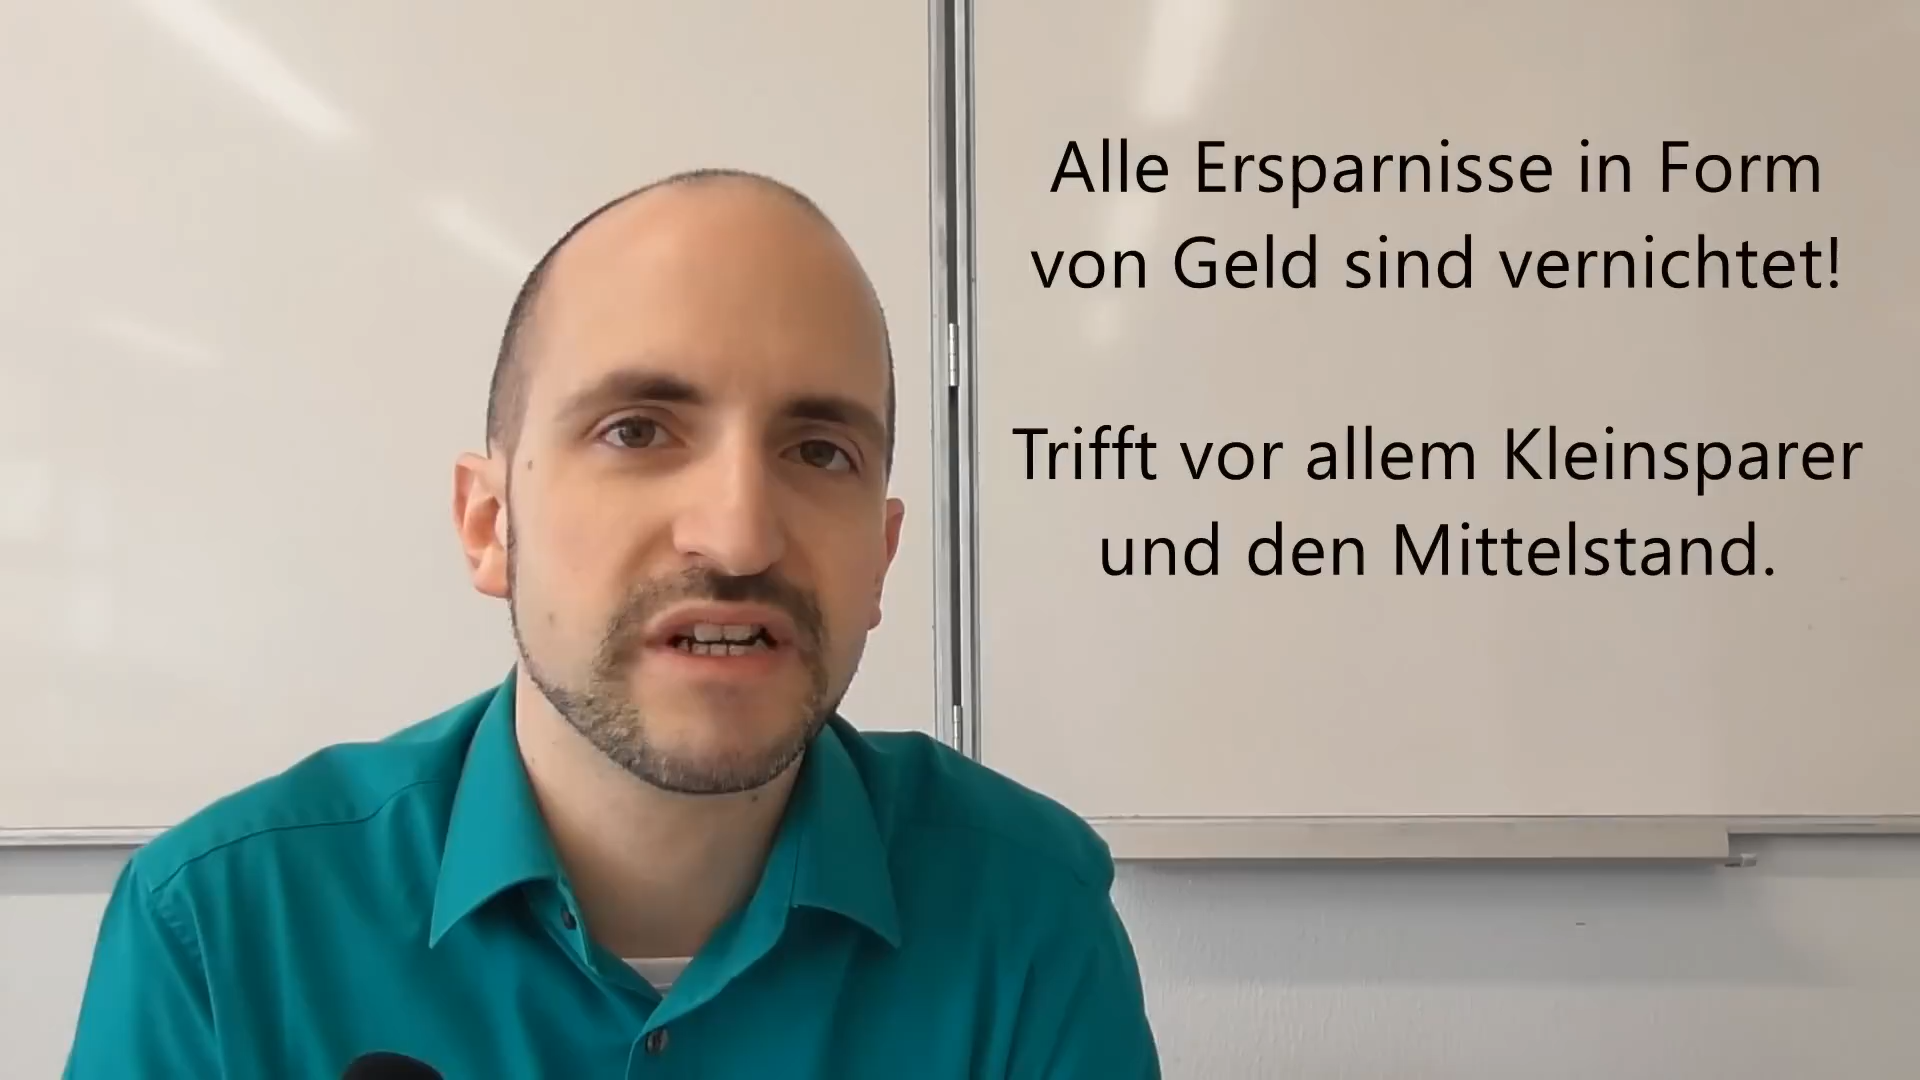 Alle Ersparnisse in Form
von Geld sind vernichtet!
Trifft vor allem Kleinsparer
und den Mittelstand.